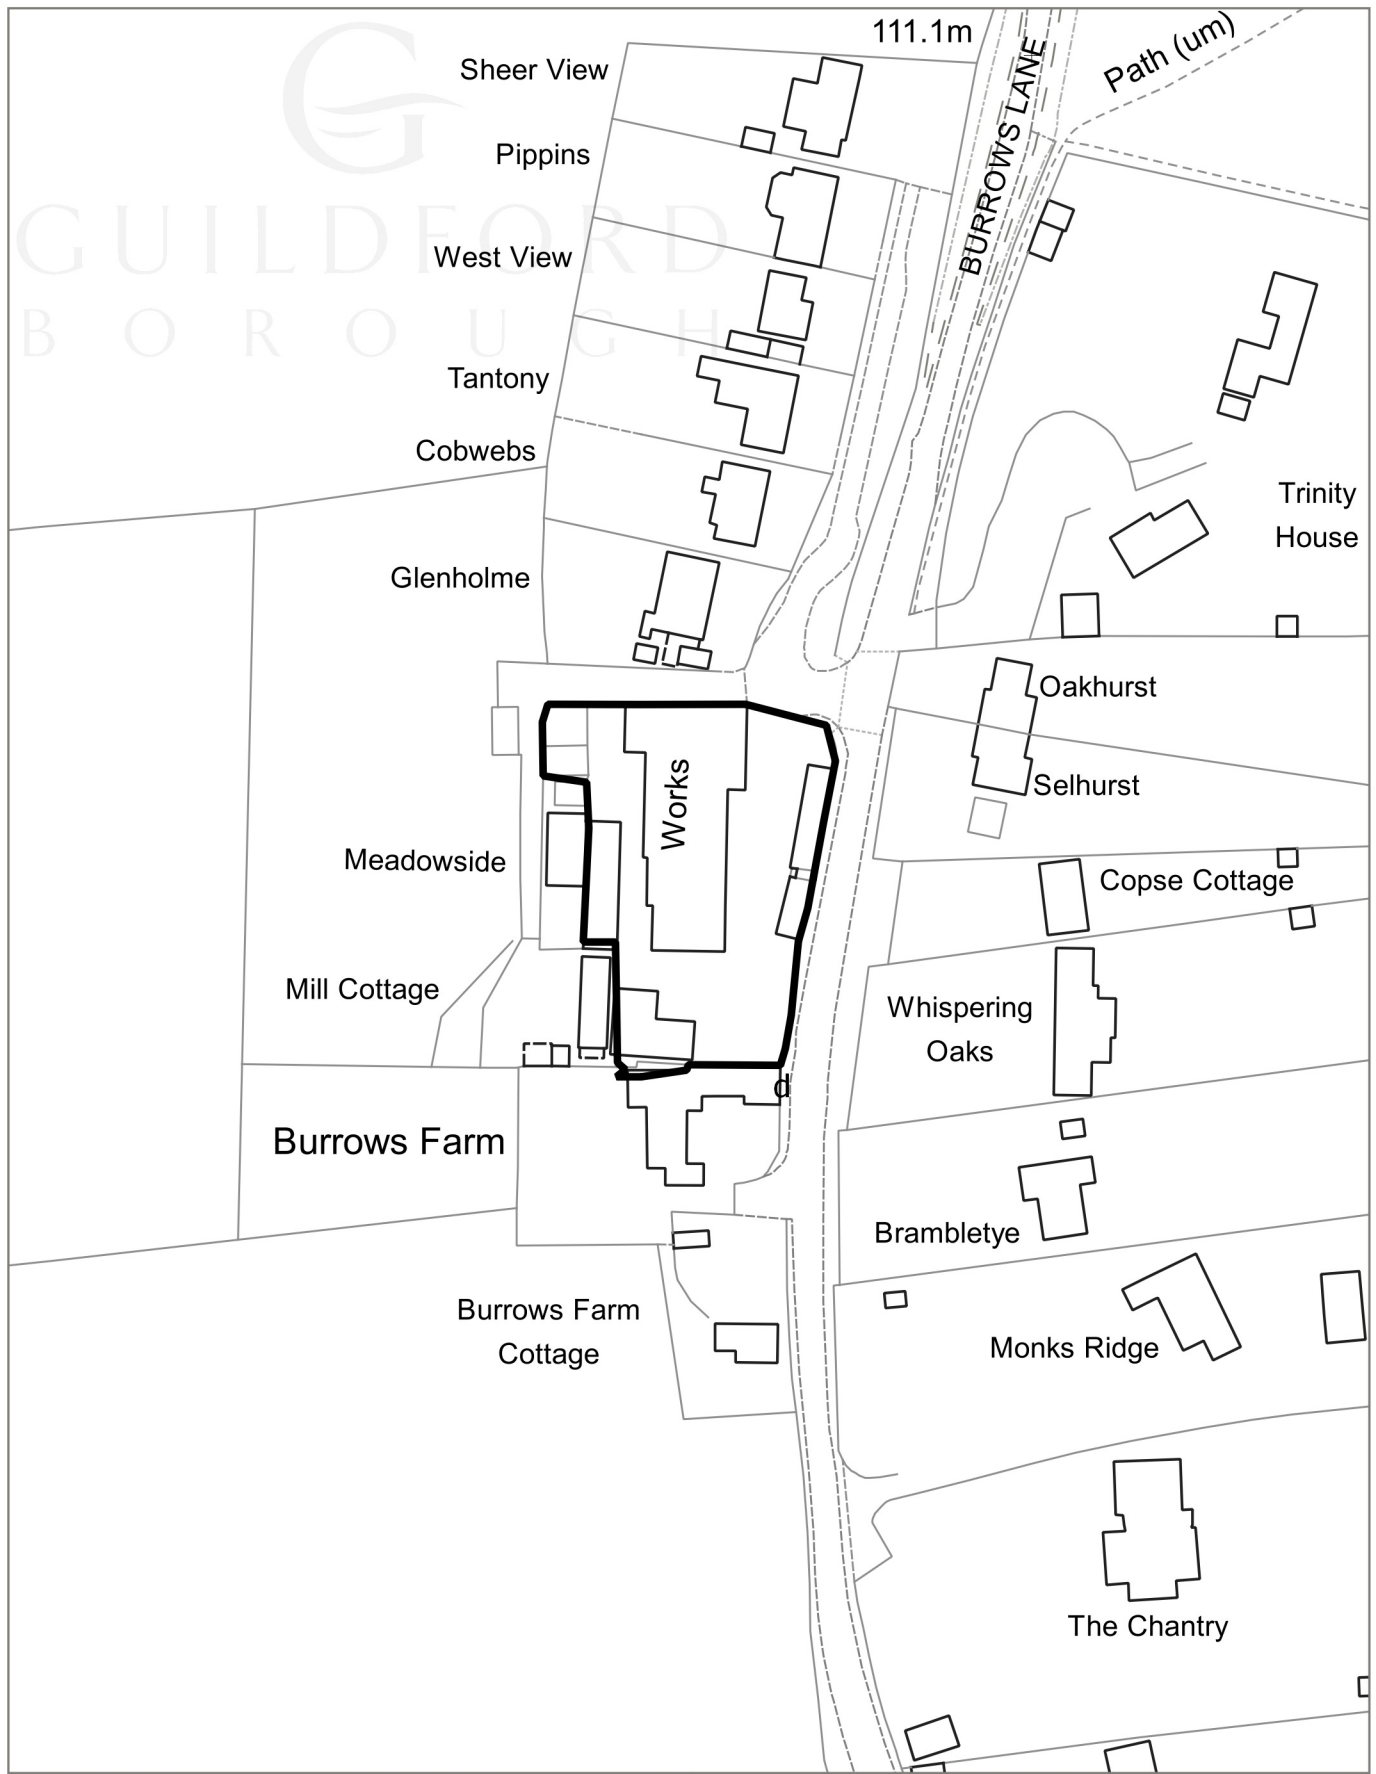 111.1m
Sheer View
Path (um)
BURROWS LANE
Pippins
GUILDFORD
BOROUGH
West View
Tantony
Cobwebs
Trinity
House
Glenholme
Oakhurst
Works
Selhurst
Meadowside
Copse Cottage
Mill Cottage
Whispering
Oaks
d
Burrows Farm
Brambletye
Burrows Farm
Cottage
Monks Ridge
The Chantry